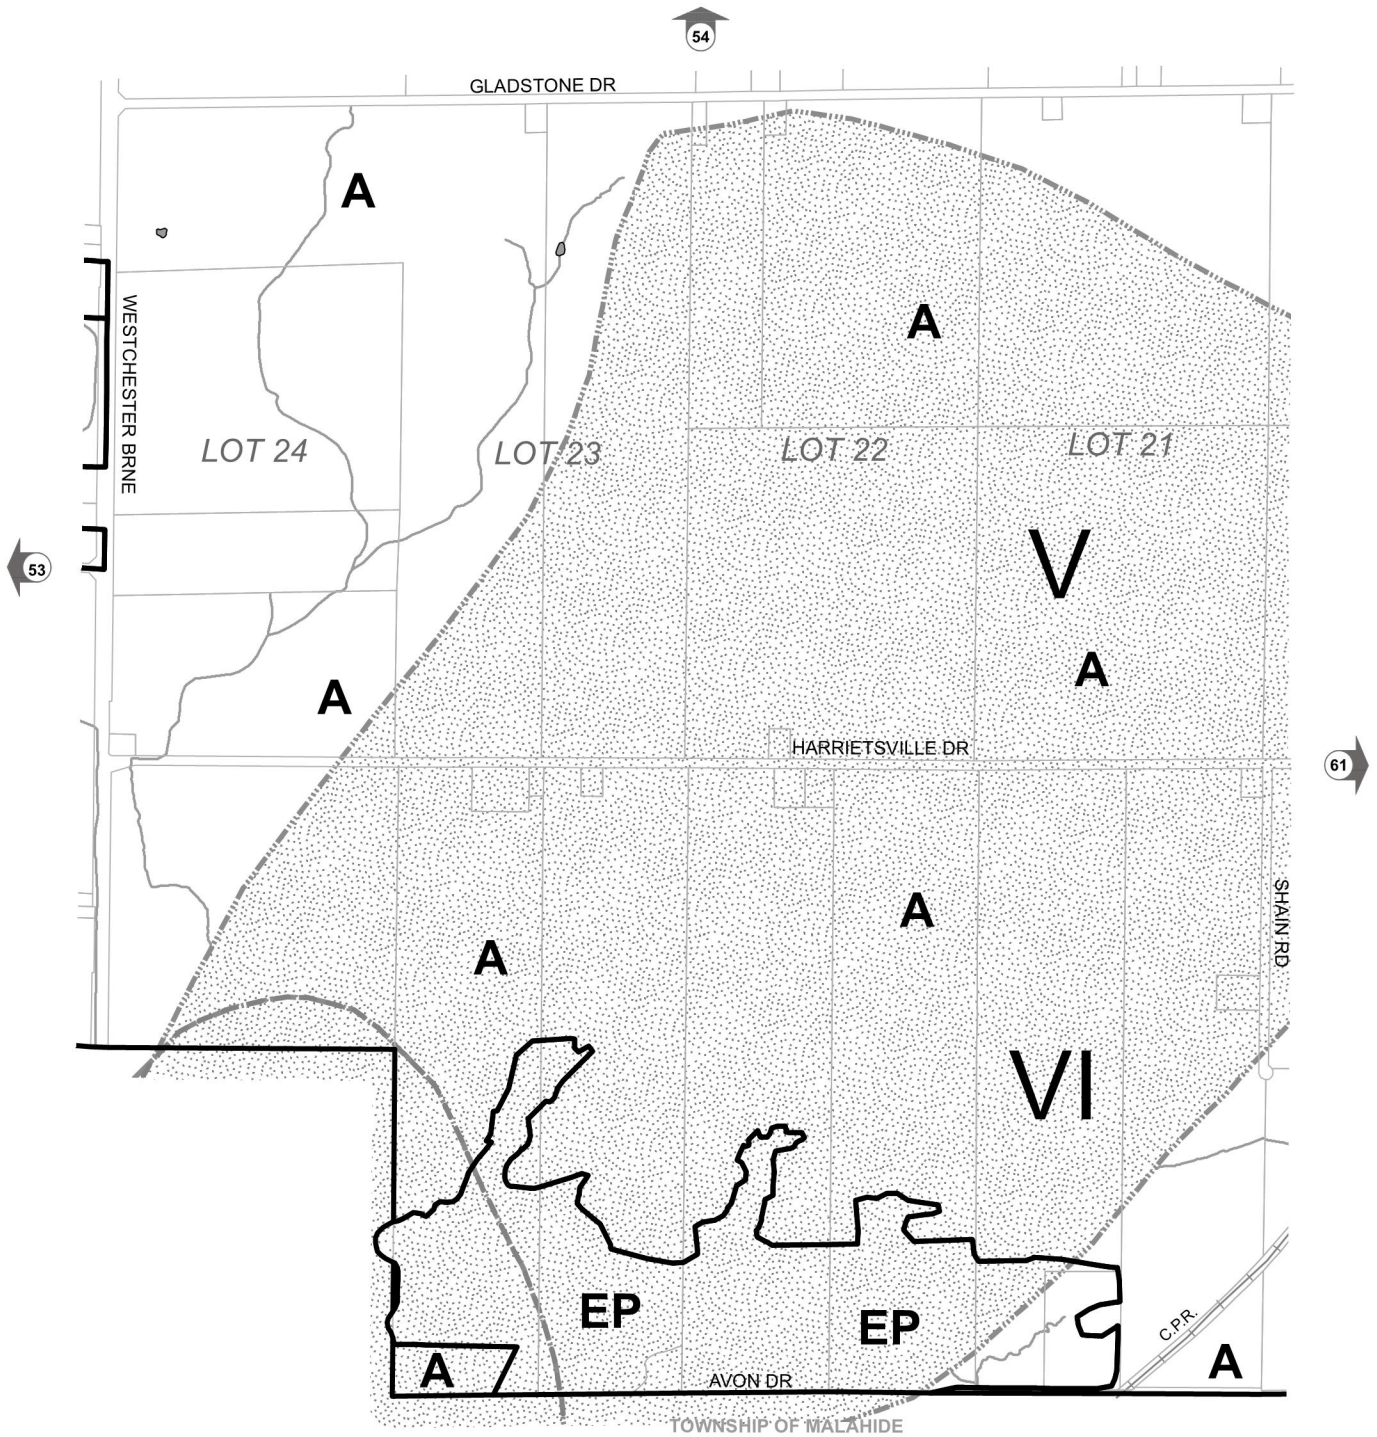 54
GLADSTONE DR
A
A
WESTCHESTER BRNE
LOT 24
LOT 23
LOT 22
LOT 21
V
53
A
A
HARRIETSVILLE DR
61
A
A
SHAIN RD
VI
EP
EP
C.P.R.
A
A
AVON DR
TOWNSHIP OF MALAHIDE